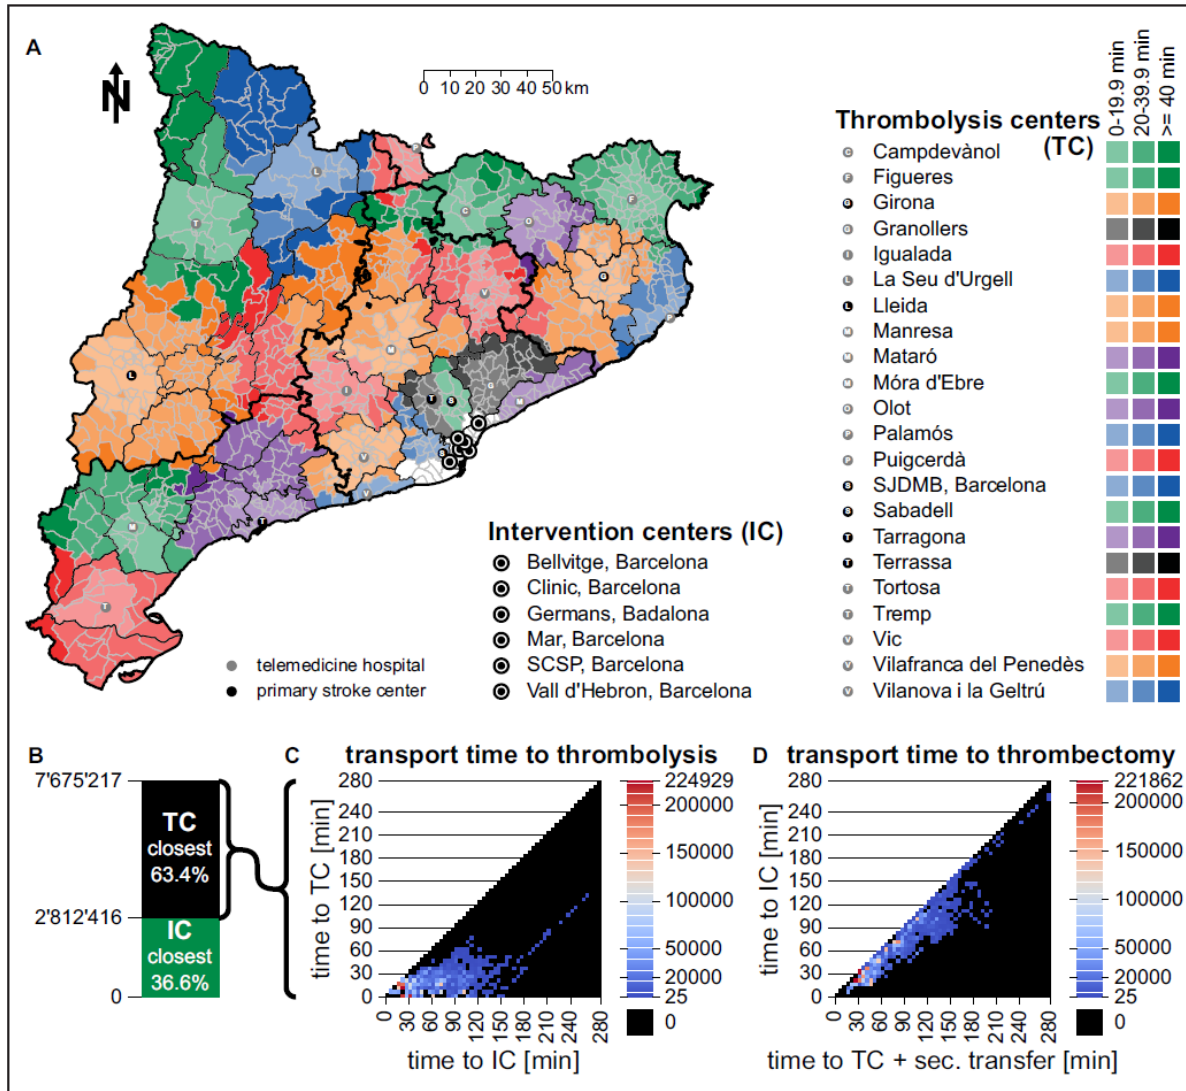 A
N
0 10 20 30 40 50 km
Thrombolysis centers
(TC)
0-19.9 min
20-39.9 min
>= 40 min
C Campdevànol
F Figueres
G Girona
G Granollers
I Igualada
L La Seu d'Urgell
L Lleida
M Manresa
M Mataró
M Móra d'Ebre
O Olot
P Palamós
P Puigcerdà
S SJDMB, Barcelona
S Sabadell
T Tarragona
T Terrassa
T Tortosa
T Tremp
V Vic
V Vilafranca del Penedès
V Vilanova i la Geltrú
Intervention centers (IC)
Bellvitge, Barcelona
Clinic, Barcelona
Germans, Badalona
Mar, Barcelona
SCSP, Barcelona
Vall d'Hebron, Barcelona
telemedicine hospital
primary stroke center
B
7'675'217
TC
closest
63.4%
2'812'416
IC
closest
36.6%
0
C transport time to thrombolysis
time to TC [min]
280
240
210
180
150
120
90
60
30
0
0 30 60 90 120 150 180 210 240 280
time to IC [min]
224929
200000
150000
100000
50000
20000
25
0
D transport time to thrombectomy
time to IC [min]
280
240
210
180
150
120
90
60
30
0
0 30 60 90 120 150 180 210 240 280
time to TC + sec. transfer [min]
221862
200000
150000
100000
50000
20000
25
0